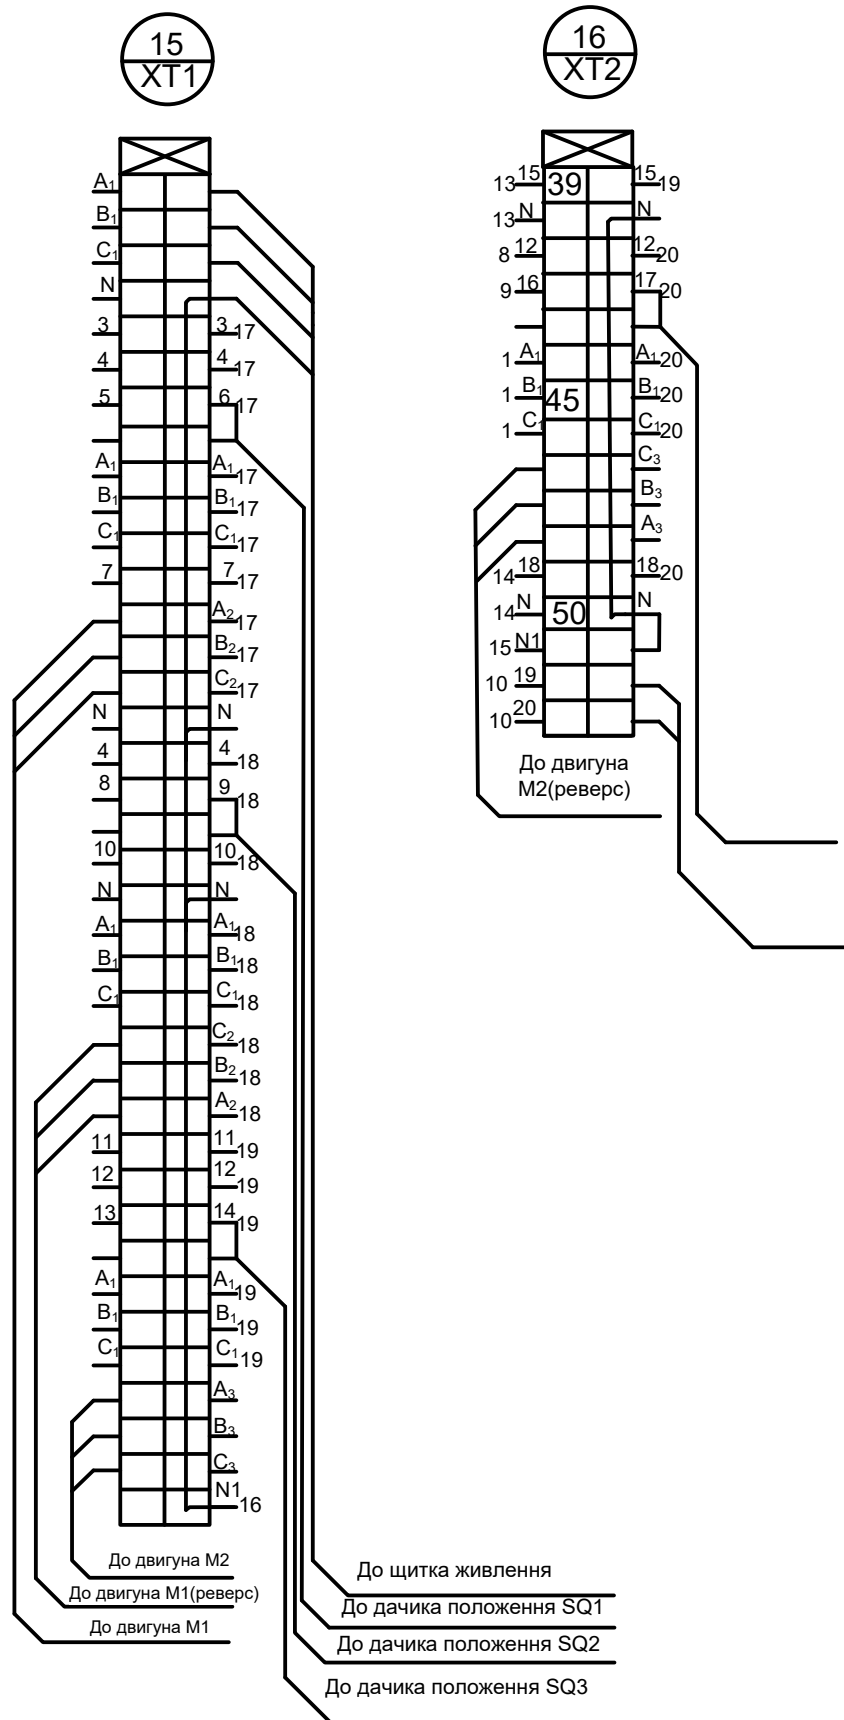 15
XT1
A₁
B₁
C₁
N
3 3 17
4 4 17
5 6 17
A₁ A₁ 17
B₁ B₁ 17
C₁ C₁ 17
7 7 17
A₂ 17
B₂ 17
C₂ 17
N N
4 4 18
8 9 18
10 10 18
N N
A₁ A₁ 18
B₁ B₁ 18
C₁ C₁ 18
C₂ 18
B₂ 18
A₂ 18
11 11 19
12 12 19
13 14 19
A₁ A₁ 19
B₁ B₁ 19
C₁ C₁ 19
A₃
B₃
C₃
N1 16
До двигуна М2
До двигуна М1(реверс)
До двигуна М1
До щитка живлення
До дачика положення SQ1
До дачика положення SQ2
До дачика положення SQ3
16
XT2
13 15 39 15 19
13 N N
8 12 12 20
9 16 17 20
1 A₁ A₁ 20
1 B₁ 45 B₁ 20
1 C₁ C₁ 20
C₃
B₃
A₃
14 18 18 20
14 N 50 N
15 N1
10 19
10 20
До двигуна
М2(реверс)